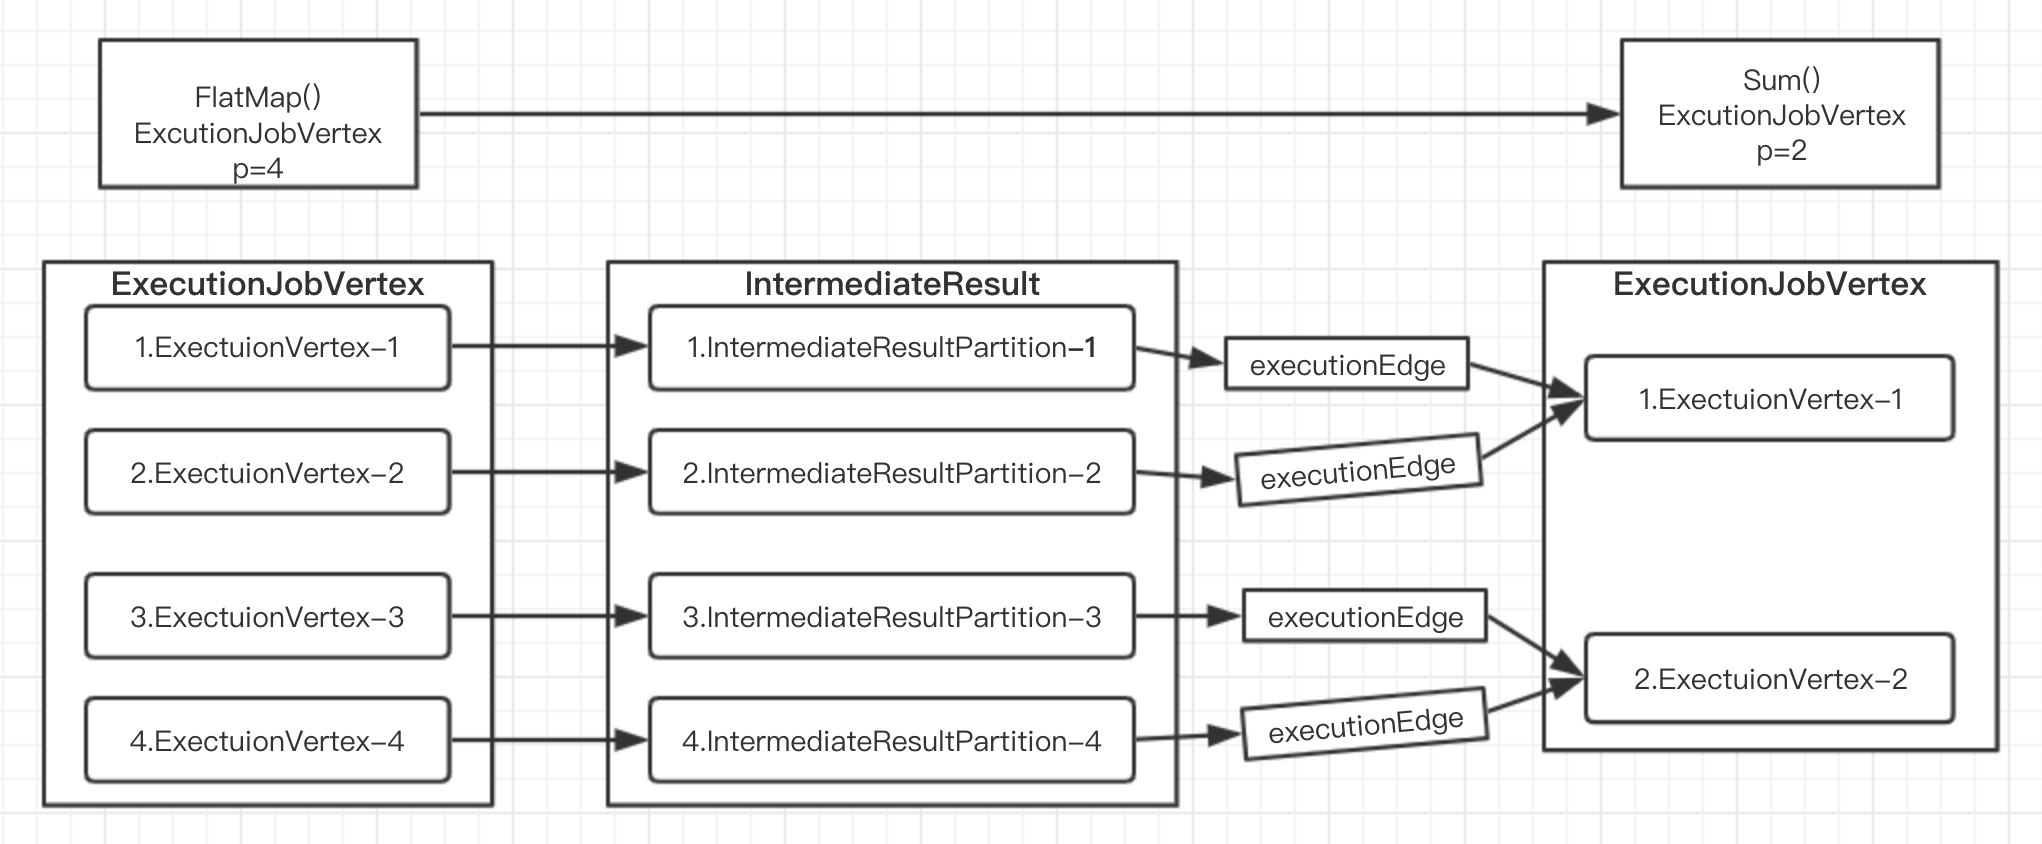 FlatMap()
ExcutionJobVertex
p=4
Sum()
ExcutionJobVertex
p=2
ExecutionJobVertex
1.ExectuionVertex-1
2.ExectuionVertex-2
3.ExectuionVertex-3
4.ExectuionVertex-4
IntermediateResult
1.IntermediateResultPartition-1
2.IntermediateResultPartition-2
3.IntermediateResultPartition-3
4.IntermediateResultPartition-4
executionEdge
executionEdge
executionEdge
executionEdge
ExecutionJobVertex
1.ExectuionVertex-1
2.ExectuionVertex-2